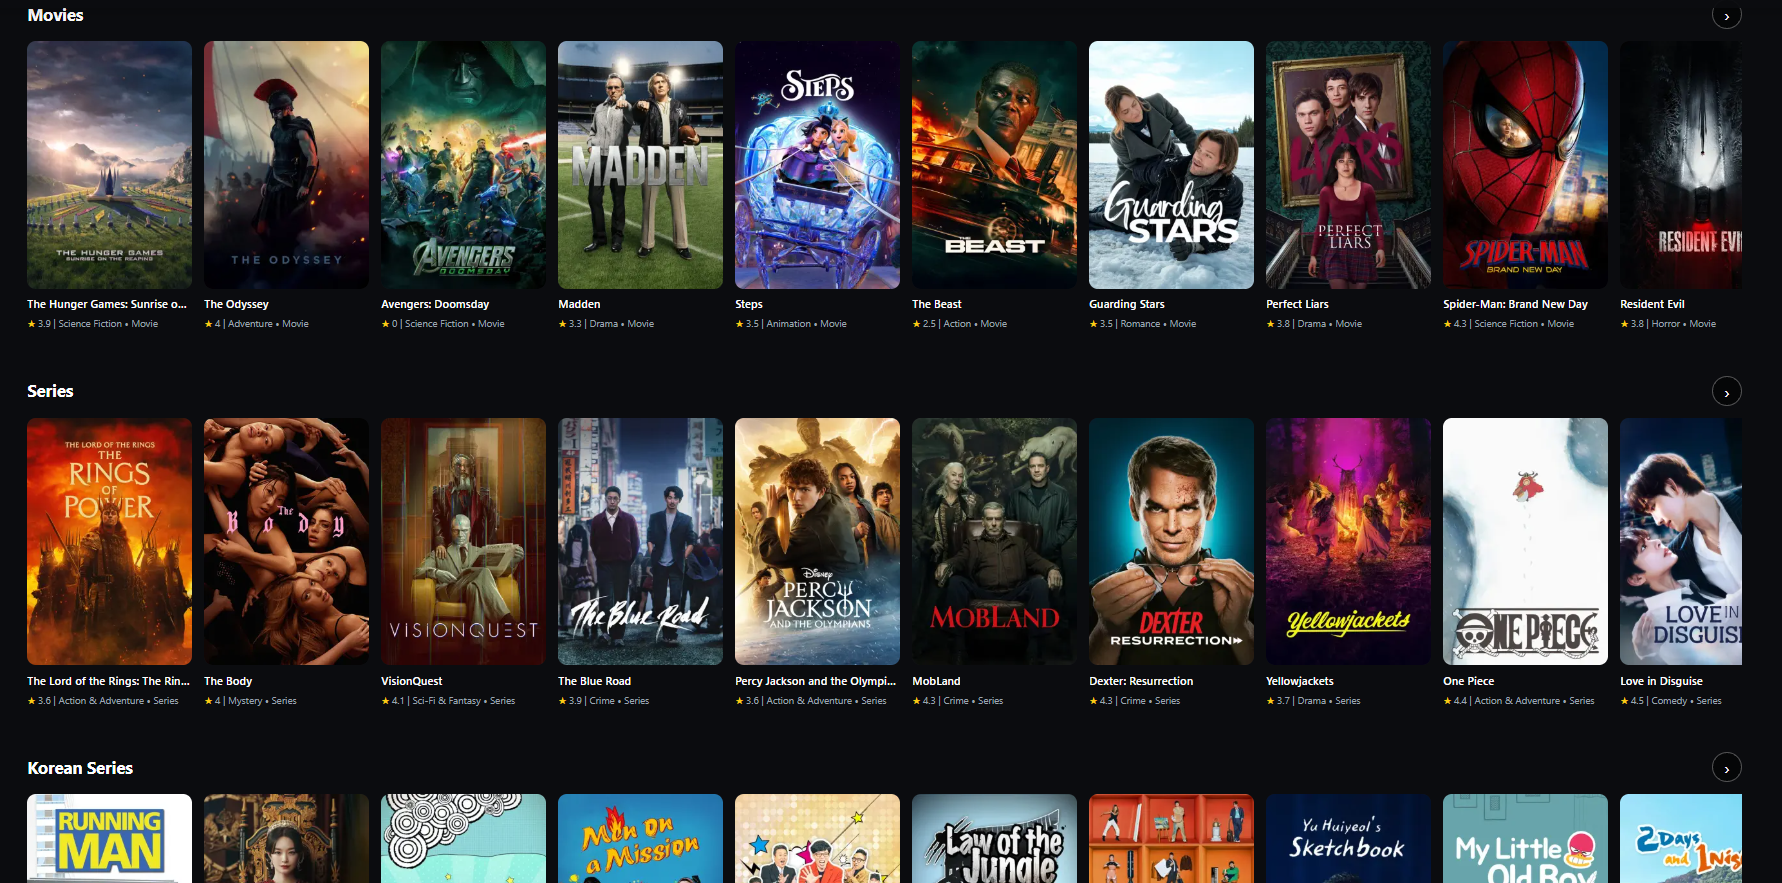 Movies
THE HUNGER GAMES
SUNRISE ON THE REAPING
THE ODYSSEY
AVENGERS
DOOMSDAY
MADDEN
STEPS
THE BEAST
Guarding STARS
LIARS
PERFECT LIARS
SPIDER-MAN
BRAND NEW DAY
RESIDENT EVI
The Hunger Games: Sunrise o...
The Odyssey
Avengers: Doomsday
Madden
Steps
The Beast
Guarding Stars
Perfect Liars
Spider-Man: Brand New Day
Resident Evil
★ 3.9 | Science Fiction • Movie
★ 4 | Adventure • Movie
★ 0 | Science Fiction • Movie
★ 3.3 | Drama • Movie
★ 3.5 | Animation • Movie
★ 2.5 | Action • Movie
★ 3.5 | Romance • Movie
★ 3.8 | Drama • Movie
★ 4.3 | Science Fiction • Movie
★ 3.8 | Horror • Movie
Series
THE LORD OF THE RINGS
THE
RINGS
OF
POWER
The Body
VISIONQUEST
The Blue Road
Disney
PERCY
JACKSON
AND THE OLYMPIANS
MOBLAND
DEXTER
RESURRECTION
Yellowjackets
ONE PIECE
LOVE IN
DISGUIS
The Lord of the Rings: The Rin...
The Body
VisionQuest
The Blue Road
Percy Jackson and the Olympi...
MobLand
Dexter: Resurrection
Yellowjackets
One Piece
Love in Disguise
★ 3.6 | Action & Adventure • Series
★ 4 | Mystery • Series
★ 4.1 | Sci-Fi & Fantasy • Series
★ 3.9 | Crime • Series
★ 3.6 | Action & Adventure • Series
★ 4.3 | Crime • Series
★ 4.3 | Crime • Series
★ 3.7 | Drama • Series
★ 4.4 | Action & Adventure • Series
★ 4.5 | Comedy • Series
Korean Series
RUNNING
MAN
Men on
a Mission
Law of the
Jungle
Yu Huiyeol's
Sketchbook
My Little
Old Boy
2 Days
and 1 Nig